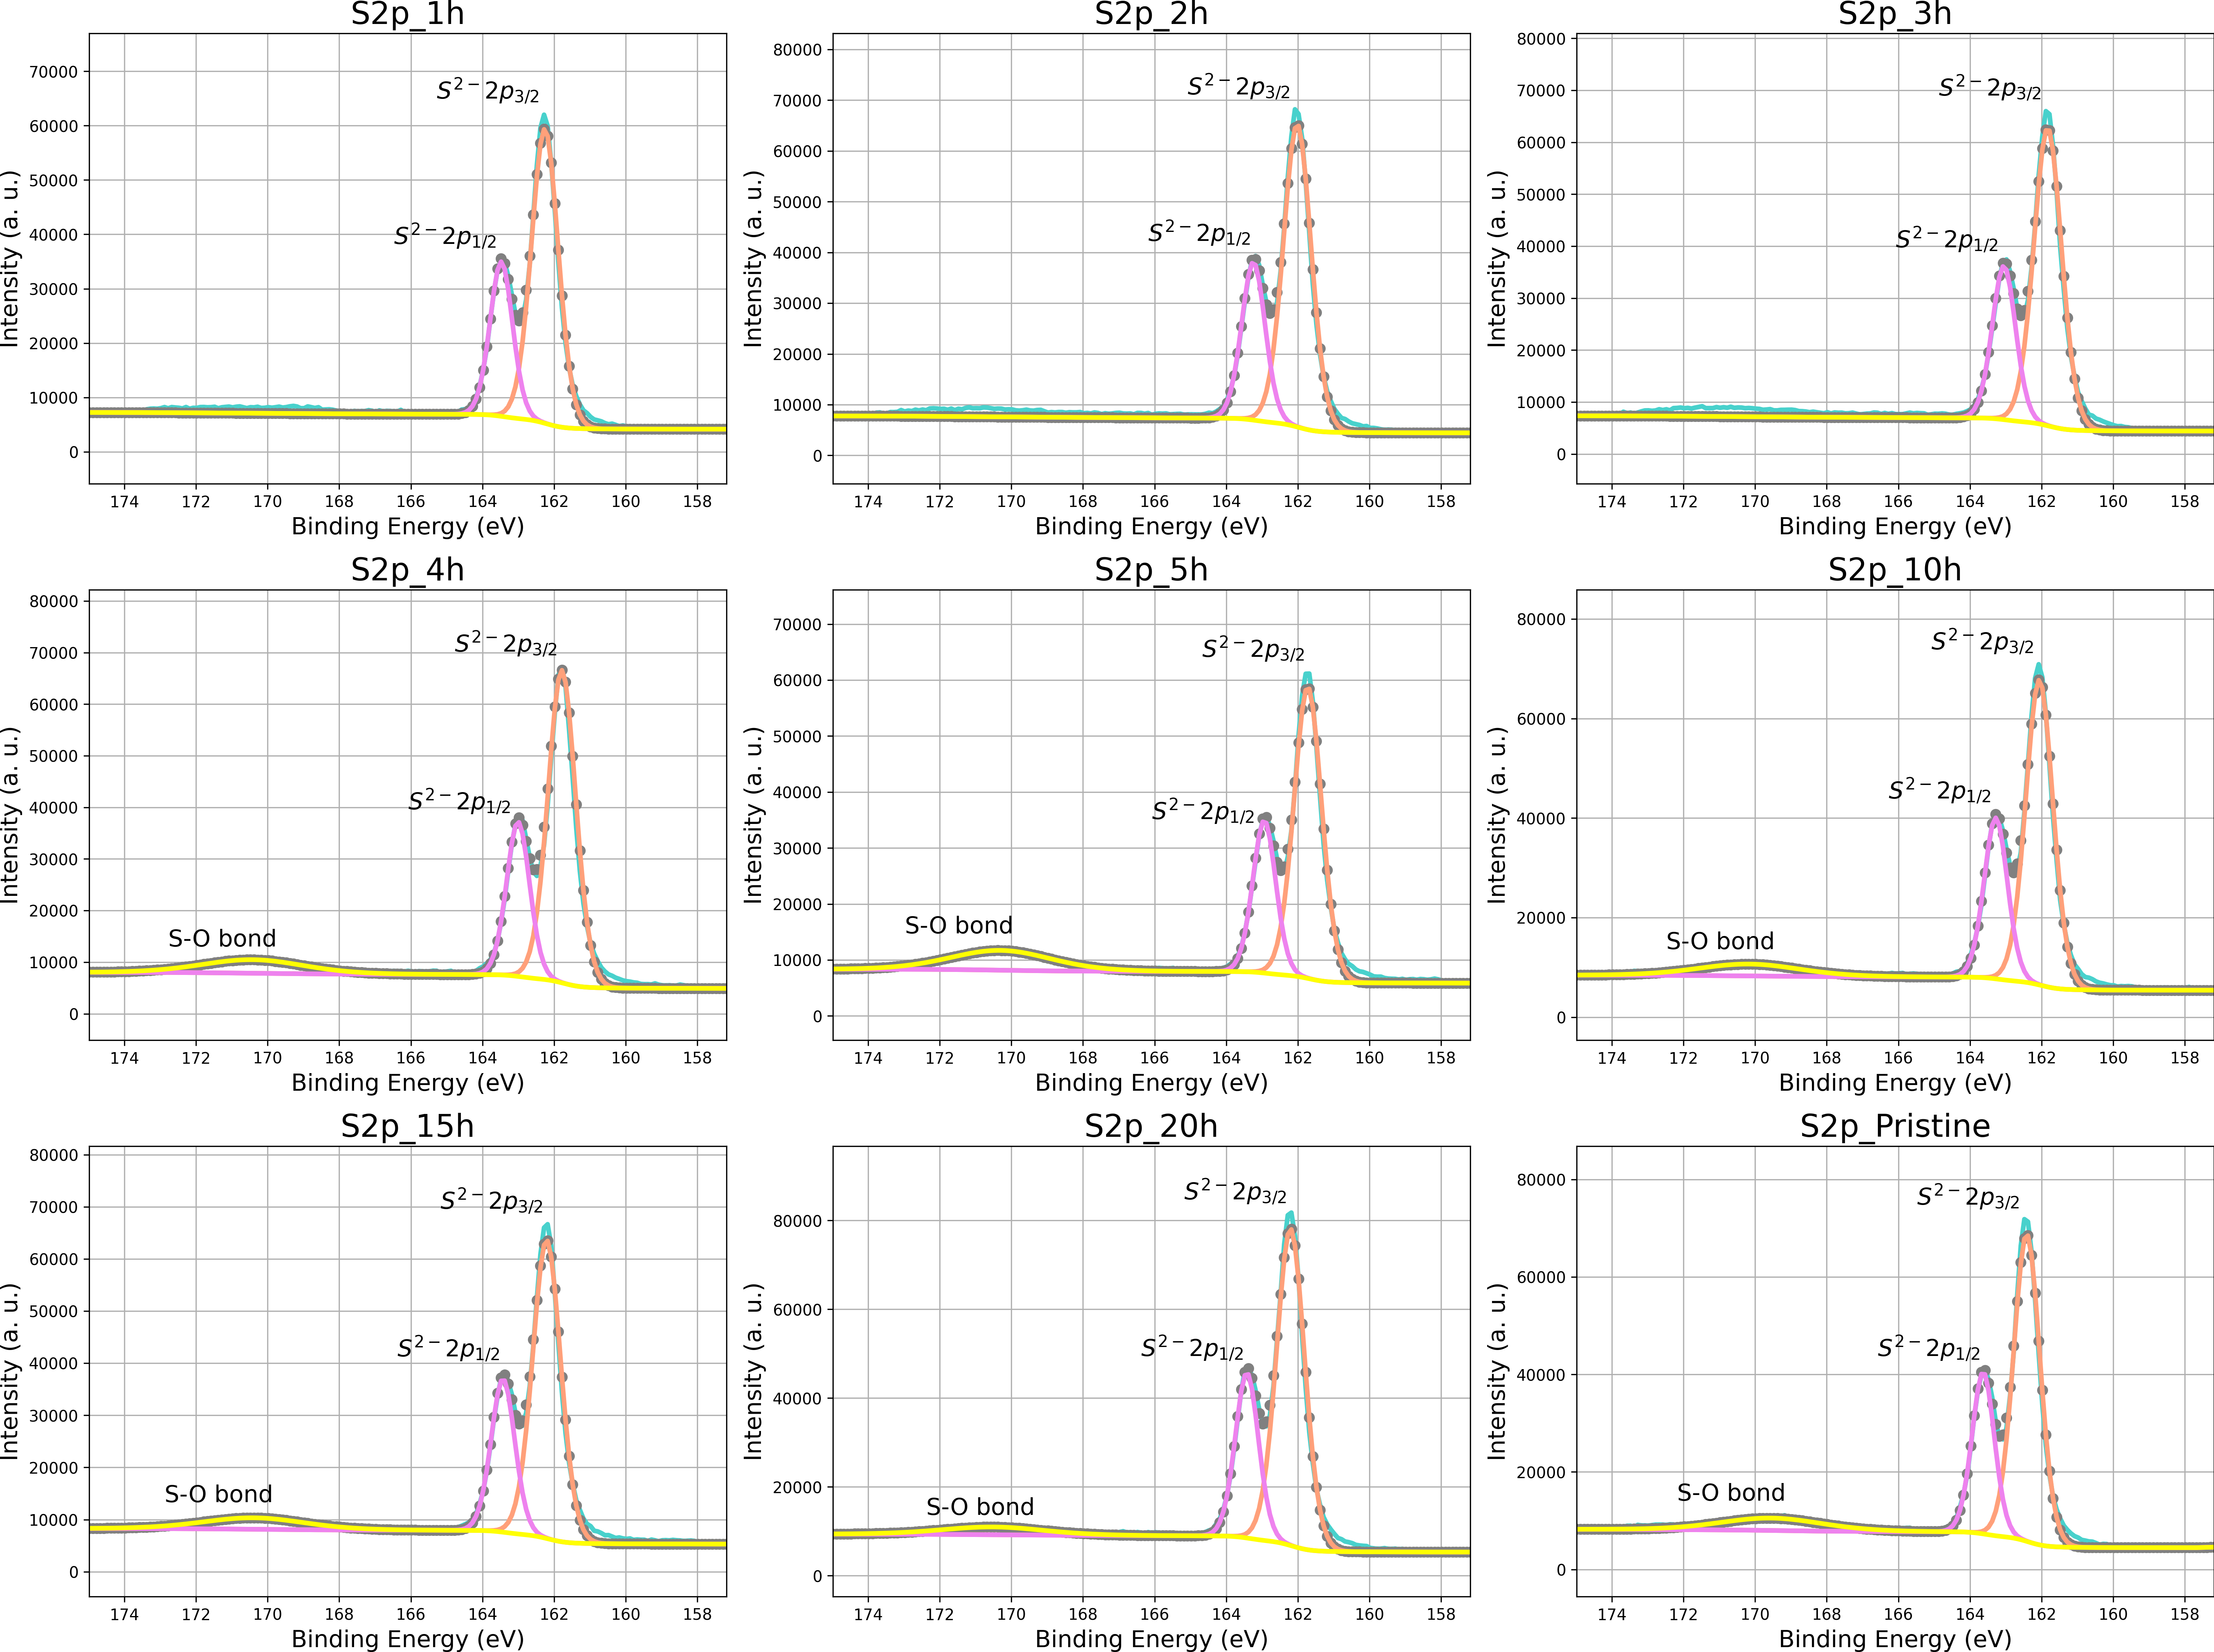 S2p_1h
S2p_2h
S2p_3h
Intensity (a. u.)
70000
60000
50000
40000
30000
20000
10000
0
S²⁻2p3/2
S²⁻2p1/2
174 172 170 168 166 164 162 160 158
Binding Energy (eV)
Intensity (a. u.)
80000
70000
60000
50000
40000
30000
20000
10000
0
S²⁻2p3/2
S²⁻2p1/2
174 172 170 168 166 164 162 160 158
Binding Energy (eV)
Intensity (a. u.)
80000
70000
60000
50000
40000
30000
20000
10000
0
S²⁻2p3/2
S²⁻2p1/2
174 172 170 168 166 164 162 160 158
Binding Energy (eV)
S2p_4h
S2p_5h
S2p_10h
Intensity (a. u.)
80000
70000
60000
50000
40000
30000
20000
10000
0
S²⁻2p3/2
S²⁻2p1/2
S-O bond
174 172 170 168 166 164 162 160 158
Binding Energy (eV)
Intensity (a. u.)
70000
60000
50000
40000
30000
20000
10000
0
S²⁻2p3/2
S²⁻2p1/2
S-O bond
174 172 170 168 166 164 162 160 158
Binding Energy (eV)
Intensity (a. u.)
80000
60000
40000
20000
0
S²⁻2p3/2
S²⁻2p1/2
S-O bond
174 172 170 168 166 164 162 160 158
Binding Energy (eV)
S2p_15h
S2p_20h
S2p_Pristine
Intensity (a. u.)
80000
70000
60000
50000
40000
30000
20000
10000
0
S²⁻2p3/2
S²⁻2p1/2
S-O bond
174 172 170 168 166 164 162 160 158
Binding Energy (eV)
Intensity (a. u.)
80000
60000
40000
20000
0
S²⁻2p3/2
S²⁻2p1/2
S-O bond
174 172 170 168 166 164 162 160 158
Binding Energy (eV)
Intensity (a. u.)
80000
60000
40000
20000
0
S²⁻2p3/2
S²⁻2p1/2
S-O bond
174 172 170 168 166 164 162 160 158
Binding Energy (eV)